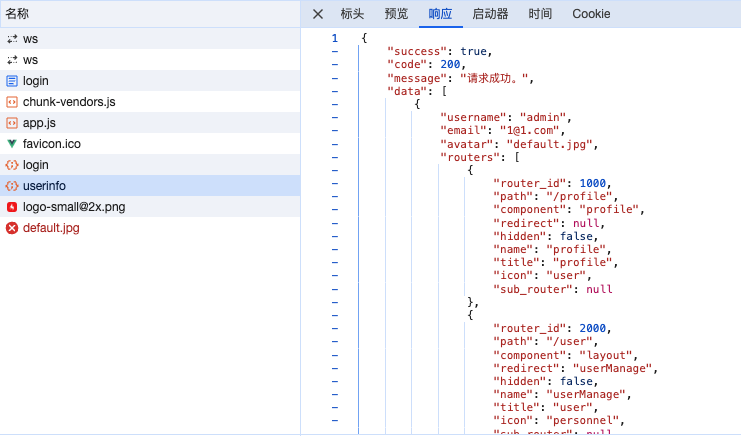 名称
ws
ws
login
chunk-vendors.js
app.js
favicon.ico
login
userinfo
logo-small@2x.png
default.jpg
标头 预览 响应 启动器 时间 Cookie
1 {
- "success": true,
- "code": 200,
- "message": "请求成功。",
- "data": [
- {
- "username": "admin",
- "email": "1@1.com",
- "avatar": "default.jpg",
- "routers": [
- {
- "router_id": 1000,
- "path": "/profile",
- "component": "profile",
- "redirect": null,
- "hidden": false,
- "name": "profile",
- "title": "profile",
- "icon": "user",
- "sub_router": null
- },
- {
- "router_id": 2000,
- "path": "/user",
- "component": "layout",
- "redirect": "userManage",
- "hidden": false,
- "name": "userManage",
- "title": "user",
- "icon": "personnel",
- "sub_router": null